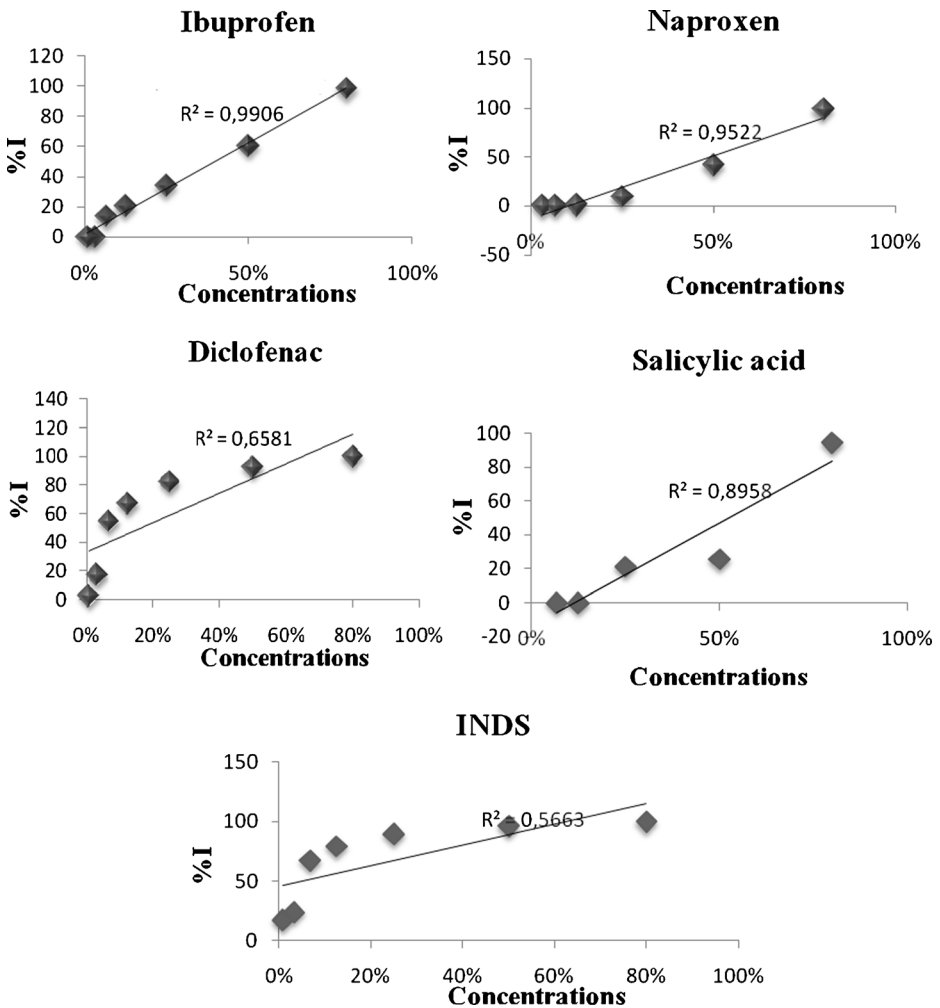 Ibuprofen
120
100
80
60
40
20
0
%I
R² = 0,9906
0% 50% 100%
Concentrations
Naproxen
150
100
50
0
-50
%I
R² = 0,9522
0% 50% 100%
Concentrations
Diclofenac
140
120
100
80
60
40
20
0
%I
R² = 0,6581
0% 20% 40% 60% 80% 100%
Concentrations
Salicylic acid
100
80
60
40
20
0
-20
%I
R² = 0,8958
0% 50% 100%
Concentrations
INDS
150
100
50
0
%I
R² = 0,5663
0% 20% 40% 60% 80% 100%
Concentrations